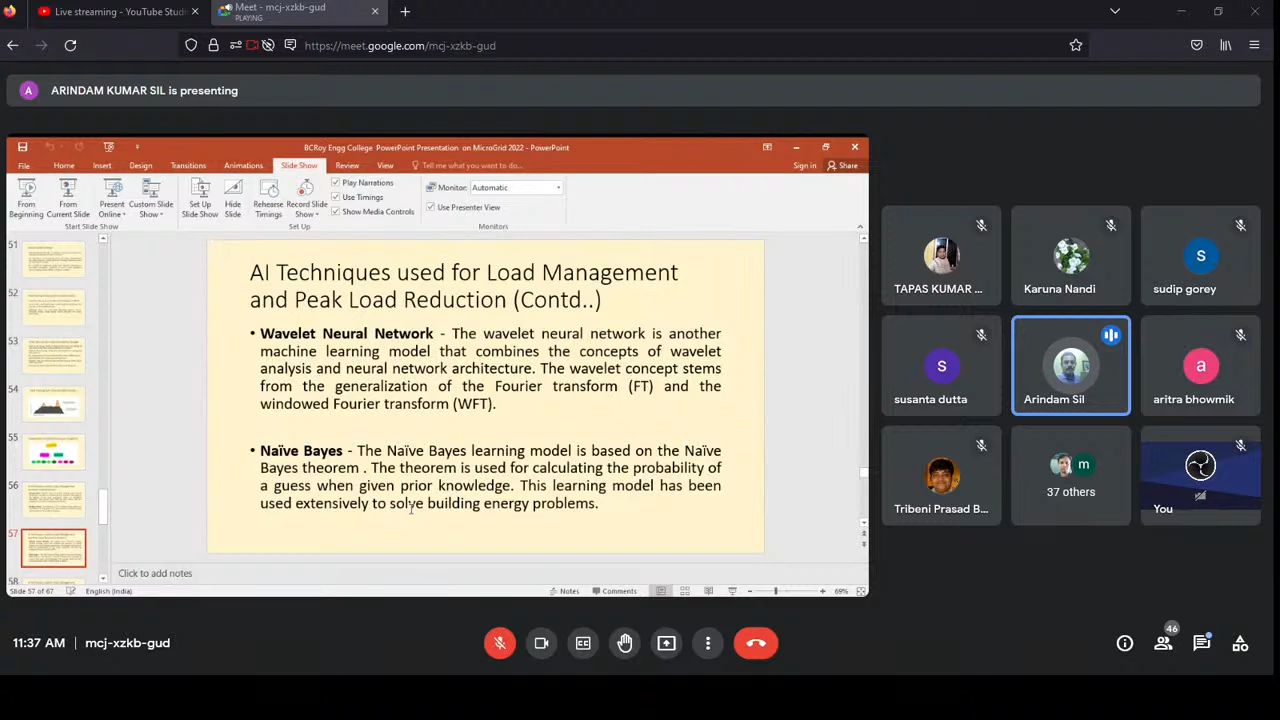 Live streaming - YouTube Studi
Meet - mcj-xzkb-gud
PLAYING
https://meet.google.com/mcj-xzkb-gud
A ARINDAM KUMAR SIL is presenting
BCRoy Engg College PowerPoint Presentation on MicroGrid 2022 - PowerPoint
File Home Insert Design Transitions Animations Slide Show Review View Tell me what you want to do... Sign in Share
From Beginning
From Current Slide
Present Online
Custom Slide Show
Set Up Slide Show
Hide Slide
Rehearse Timings
Record Slide Show
Play Narrations
Use Timings
Show Media Controls
Monitor: Automatic
Use Presenter View
Start Slide Show Set Up Monitors
51
52
53
54
55
56
57
58
AI Techniques used for Load Management
and Peak Load Reduction (Contd..)
• Wavelet Neural Network - The wavelet neural network is another
machine learning model that combines the concepts of wavelet
analysis and neural network architecture. The wavelet concept stems
from the generalization of the Fourier transform (FT) and the
windowed Fourier transform (WFT).
• Naïve Bayes - The Naïve Bayes learning model is based on the Naïve
Bayes theorem . The theorem is used for calculating the probability of
a guess when given prior knowledge. This learning model has been
used extensively to solve building energy problems.
Click to add notes
Slide 57 of 67 English (India) Notes Comments 69%
TAPAS KUMAR ...
Karuna Nandi
s
sudip gorey
s
susanta dutta
Arindam Sil
a
aritra bhowmik
Tribeni Prasad B...
m
37 others
You
11:37 AM | mcj-xzkb-gud
46